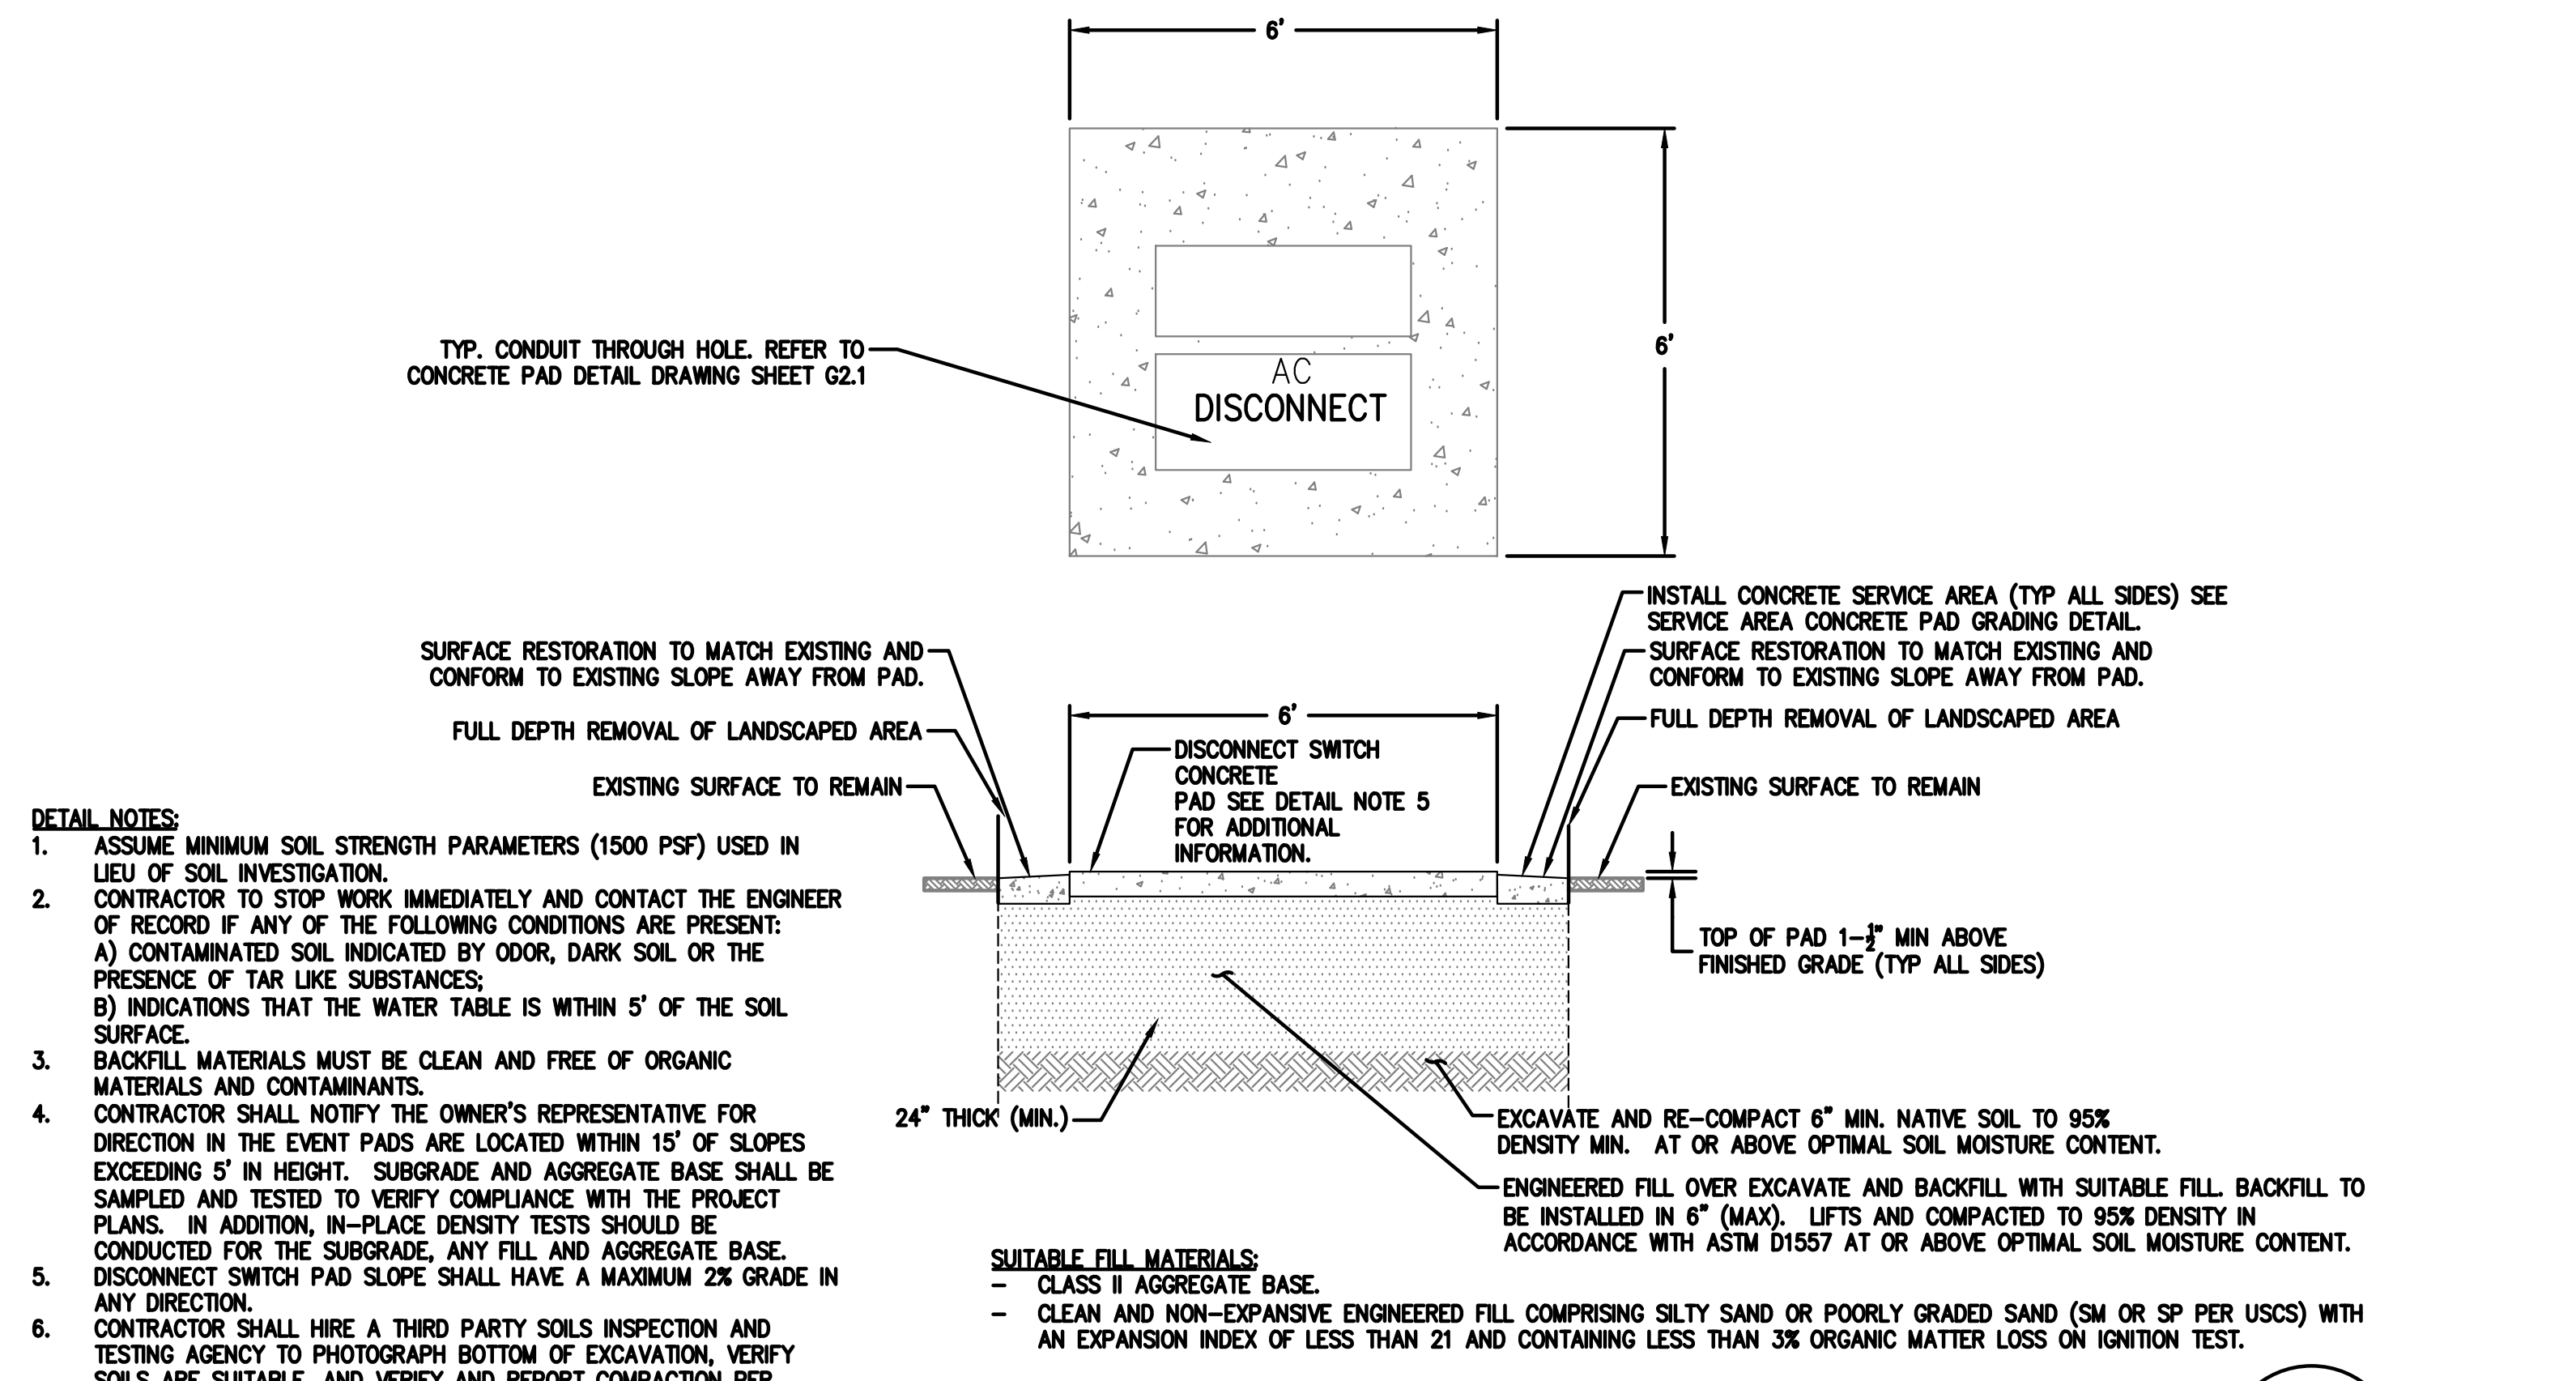 6'
6'
TYP. CONDUIT THROUGH HOLE. REFER TO
CONCRETE PAD DETAIL DRAWING SHEET G2.1
AC
DISCONNECT
INSTALL CONCRETE SERVICE AREA (TYP ALL SIDES) SEE
SERVICE AREA CONCRETE PAD GRADING DETAIL.
SURFACE RESTORATION TO MATCH EXISTING AND
CONFORM TO EXISTING SLOPE AWAY FROM PAD.
FULL DEPTH REMOVAL OF LANDSCAPED AREA
EXISTING SURFACE TO REMAIN
SURFACE RESTORATION TO MATCH EXISTING AND
CONFORM TO EXISTING SLOPE AWAY FROM PAD.
FULL DEPTH REMOVAL OF LANDSCAPED AREA
EXISTING SURFACE TO REMAIN
6'
DISCONNECT SWITCH
CONCRETE
PAD SEE DETAIL NOTE 5
FOR ADDITIONAL
INFORMATION.
TOP OF PAD 1-1/2" MIN ABOVE
FINISHED GRADE (TYP ALL SIDES)
24" THICK (MIN.)
EXCAVATE AND RE-COMPACT 6" MIN. NATIVE SOIL TO 95%
DENSITY MIN. AT OR ABOVE OPTIMAL SOIL MOISTURE CONTENT.
ENGINEERED FILL OVER EXCAVATE AND BACKFILL WITH SUITABLE FILL. BACKFILL TO
BE INSTALLED IN 6" (MAX). LIFTS AND COMPACTED TO 95% DENSITY IN
ACCORDANCE WITH ASTM D1557 AT OR ABOVE OPTIMAL SOIL MOISTURE CONTENT.
DETAIL NOTES:
1. ASSUME MINIMUM SOIL STRENGTH PARAMETERS (1500 PSF) USED IN
LIEU OF SOIL INVESTIGATION.
2. CONTRACTOR TO STOP WORK IMMEDIATELY AND CONTACT THE ENGINEER
OF RECORD IF ANY OF THE FOLLOWING CONDITIONS ARE PRESENT:
A) CONTAMINATED SOIL INDICATED BY ODOR, DARK SOIL OR THE
PRESENCE OF TAR LIKE SUBSTANCES;
B) INDICATIONS THAT THE WATER TABLE IS WITHIN 5' OF THE SOIL
SURFACE.
3. BACKFILL MATERIALS MUST BE CLEAN AND FREE OF ORGANIC
MATERIALS AND CONTAMINANTS.
4. CONTRACTOR SHALL NOTIFY THE OWNER'S REPRESENTATIVE FOR
DIRECTION IN THE EVENT PADS ARE LOCATED WITHIN 15' OF SLOPES
EXCEEDING 5' IN HEIGHT. SUBGRADE AND AGGREGATE BASE SHALL BE
SAMPLED AND TESTED TO VERIFY COMPLIANCE WITH THE PROJECT
PLANS. IN ADDITION, IN-PLACE DENSITY TESTS SHOULD BE
CONDUCTED FOR THE SUBGRADE, ANY FILL AND AGGREGATE BASE.
5. DISCONNECT SWITCH PAD SLOPE SHALL HAVE A MAXIMUM 2% GRADE IN
ANY DIRECTION.
6. CONTRACTOR SHALL HIRE A THIRD PARTY SOILS INSPECTION AND
TESTING AGENCY TO PHOTOGRAPH BOTTOM OF EXCAVATION, VERIFY
SOILS ARE SUITABLE, AND VERIFY AND REPORT COMPACTION PER
SUITABLE FILL MATERIALS:
- CLASS II AGGREGATE BASE.
- CLEAN AND NON-EXPANSIVE ENGINEERED FILL COMPRISING SILTY SAND OR POORLY GRADED SAND (SM OR SP PER USCS) WITH
AN EXPANSION INDEX OF LESS THAN 21 AND CONTAINING LESS THAN 3% ORGANIC MATTER LOSS ON IGNITION TEST.